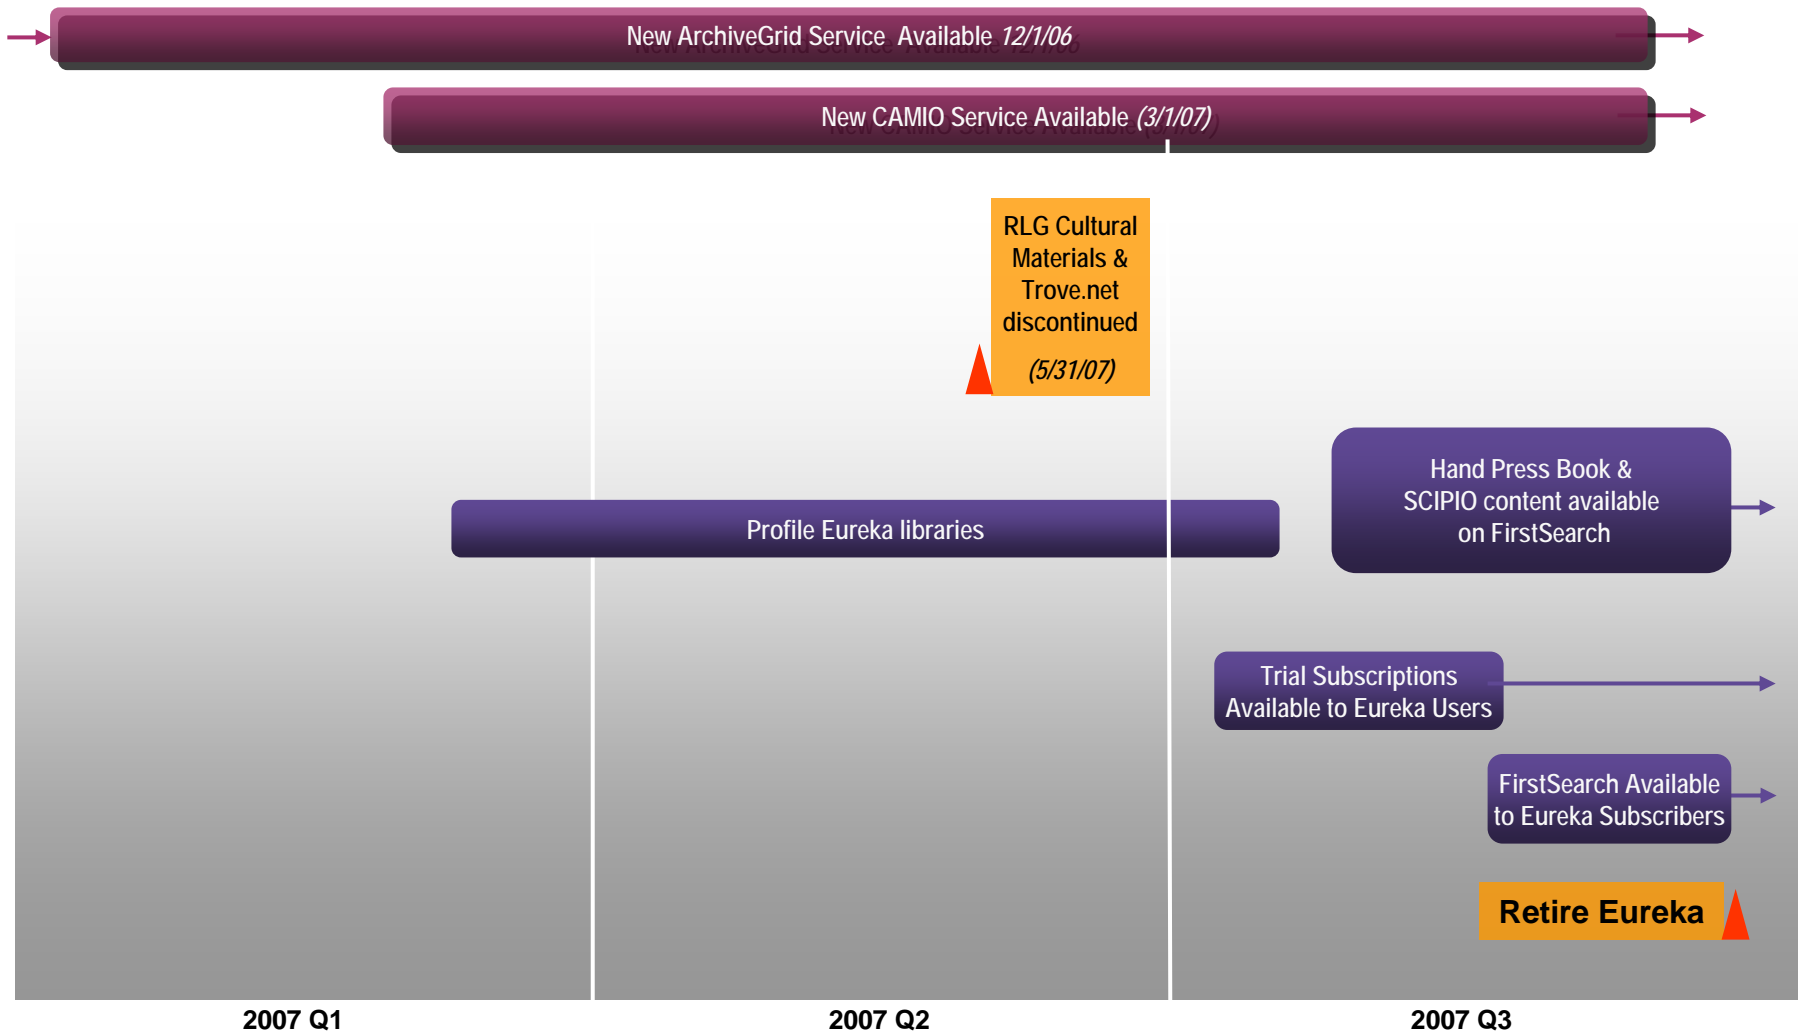 New ArchiveGrid Service Available 12/1/06
New CAMIO Service Available (3/1/07)
RLG Cultural
Materials &
Trove.net
discontinued
(5/31/07)
Hand Press Book &
SCIPIO content available
on FirstSearch
Profile Eureka libraries
Trial Subscriptions
Available to Eureka Users
FirstSearch Available
to Eureka Subscribers
Retire Eureka
2007 Q1
2007 Q2
2007 Q3